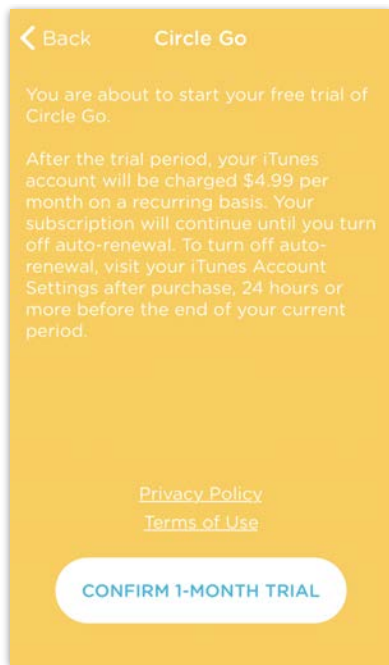 Back Circle Go
You are about to start your free trial of
Circle Go.
After the trial period, your iTunes
account will be charged $4.99 per
month on a recurring basis. Your
subscription will continue until you turn
off auto-renewal. To turn off auto-
renewal, visit your iTunes Account
Settings after purchase, 24 hours or
more before the end of your current
period.
Privacy Policy
Terms of Use
CONFIRM 1-MONTH TRIAL